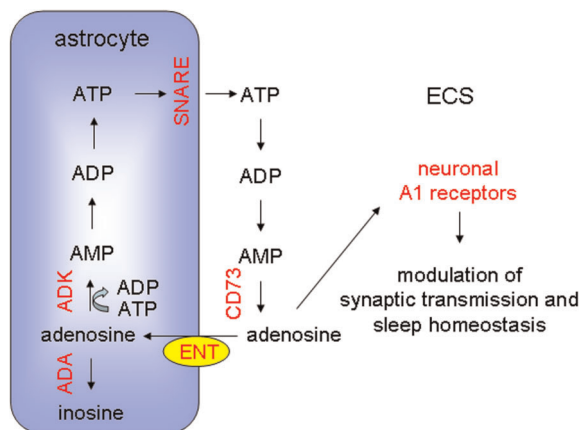 astrocyte
ATP
SNARE
ATP
ECS
ADP
ADP
neuronal
A1 receptors
AMP
AMP
ADK
ADP
ATP
CD73
modulation of
synaptic transmission and
sleep homeostasis
adenosine
adenosine
ENT
ADA
inosine